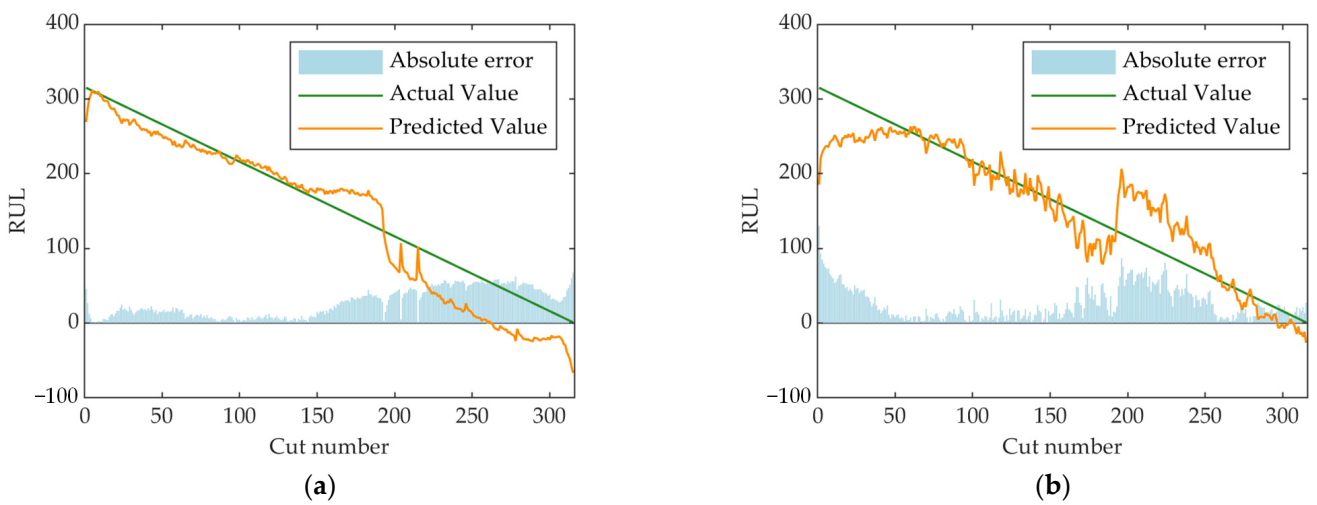 400
300
200
100
0
−100
RUL
0
50
100
150
200
250
300
Cut number
Absolute error
Actual Value
Predicted Value
(a)
400
300
200
100
0
−100
RUL
0
50
100
150
200
250
300
Cut number
Absolute error
Actual Value
Predicted Value
(b)